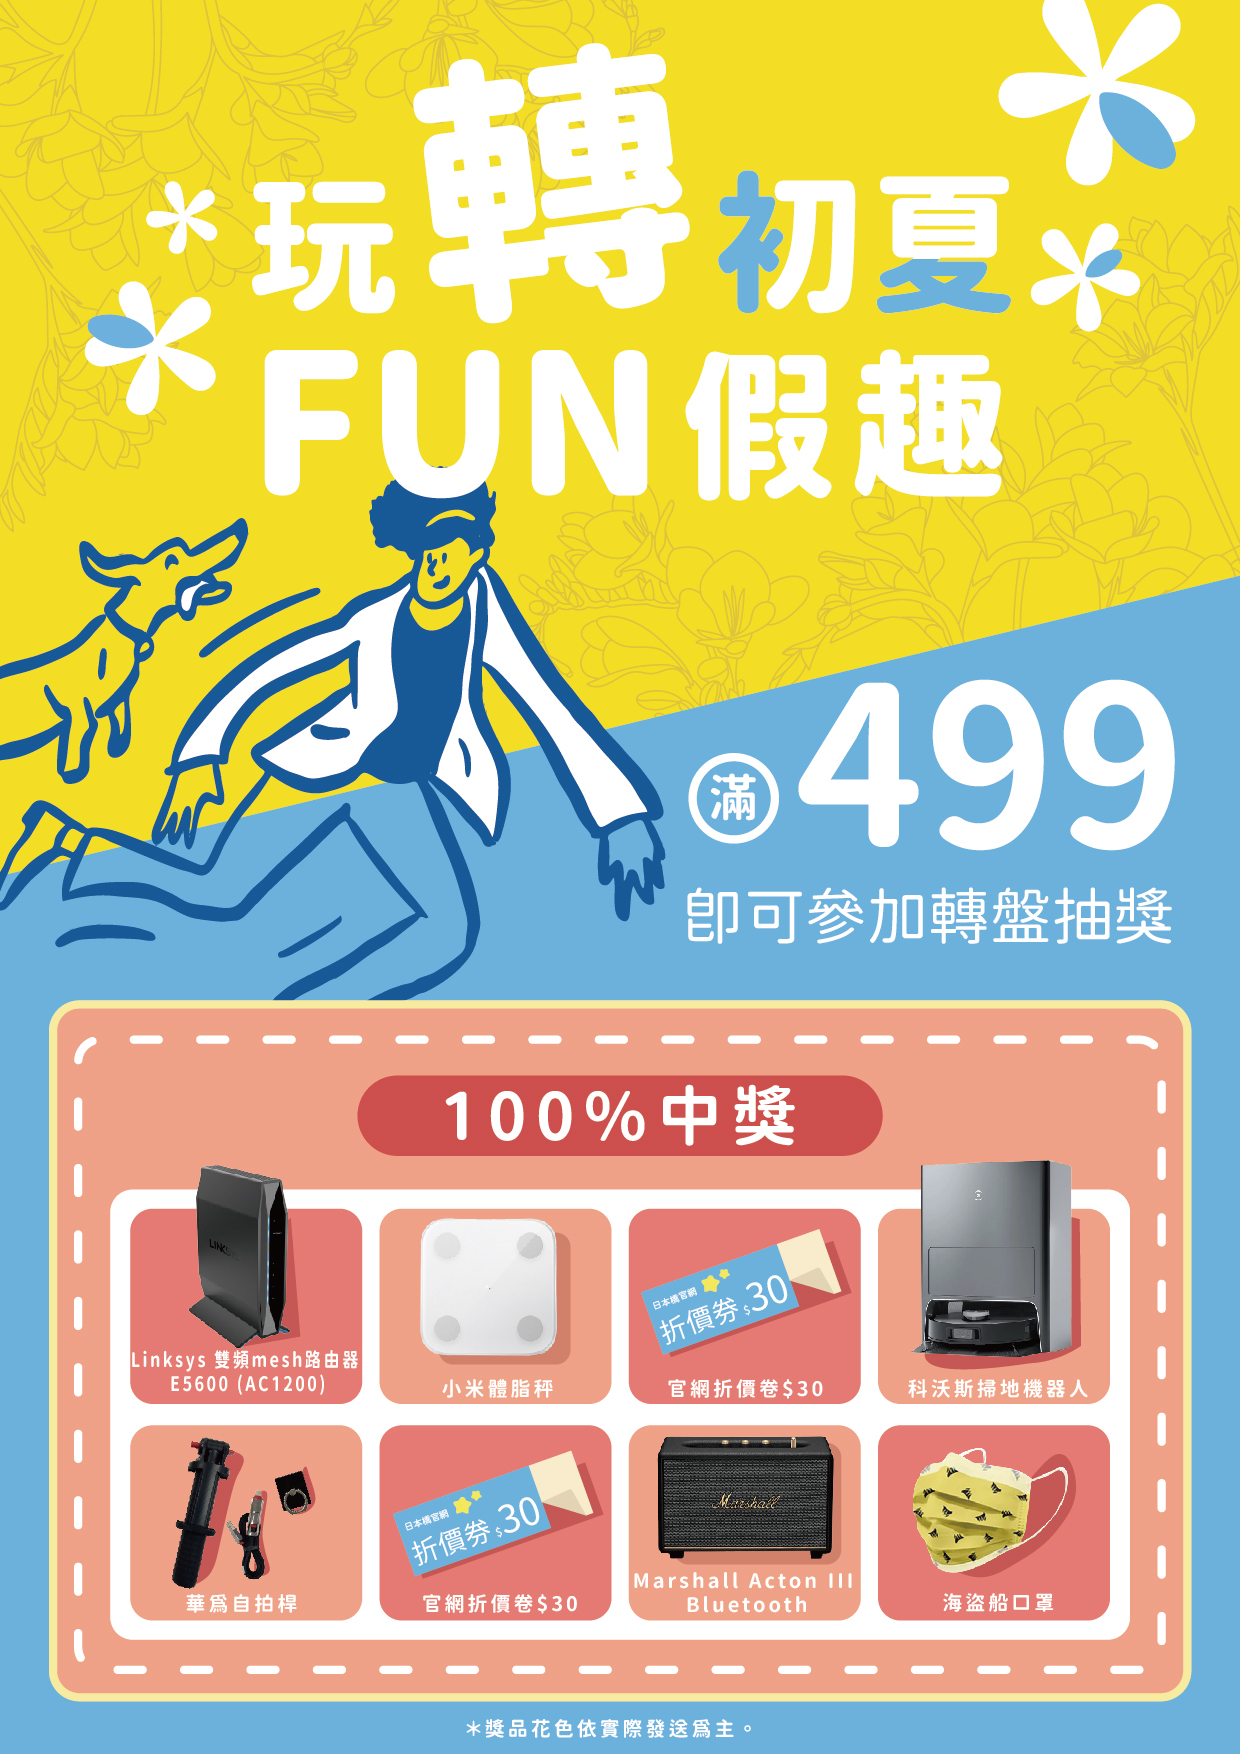 玩轉初夏
FUN假趣
滿499
即可參加轉盤抽獎
100%中獎
LINKSYS
日本橋官網
折價券$30
Linksys 雙頻mesh路由器
E5600 (AC1200)
小米體脂秤
官網折價卷$30
科沃斯掃地機器人
日本橋官網
折價券$30
Marshall
華為自拍桿
官網折價卷$30
Marshall Acton III
Bluetooth
海盜船口罩
＊獎品花色依實際發送為主。